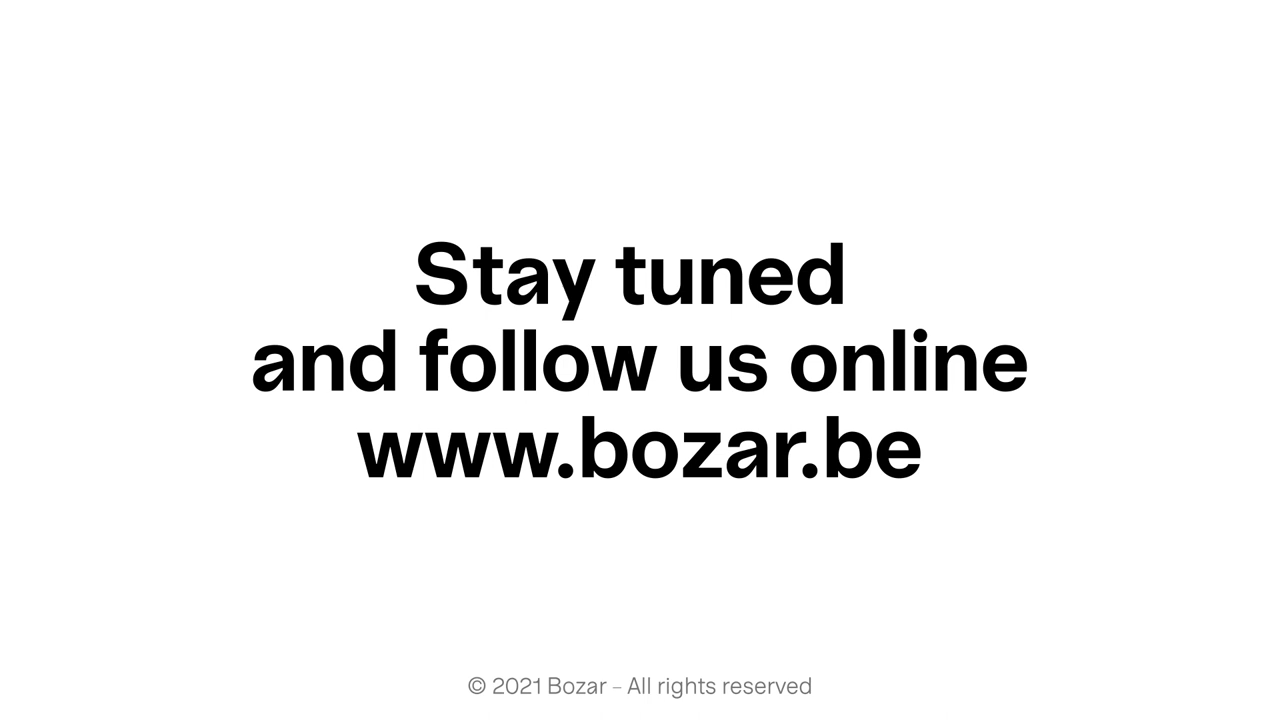 Stay tuned
and follow us online
www.bozar.be
© 2021 Bozar – All rights reserved